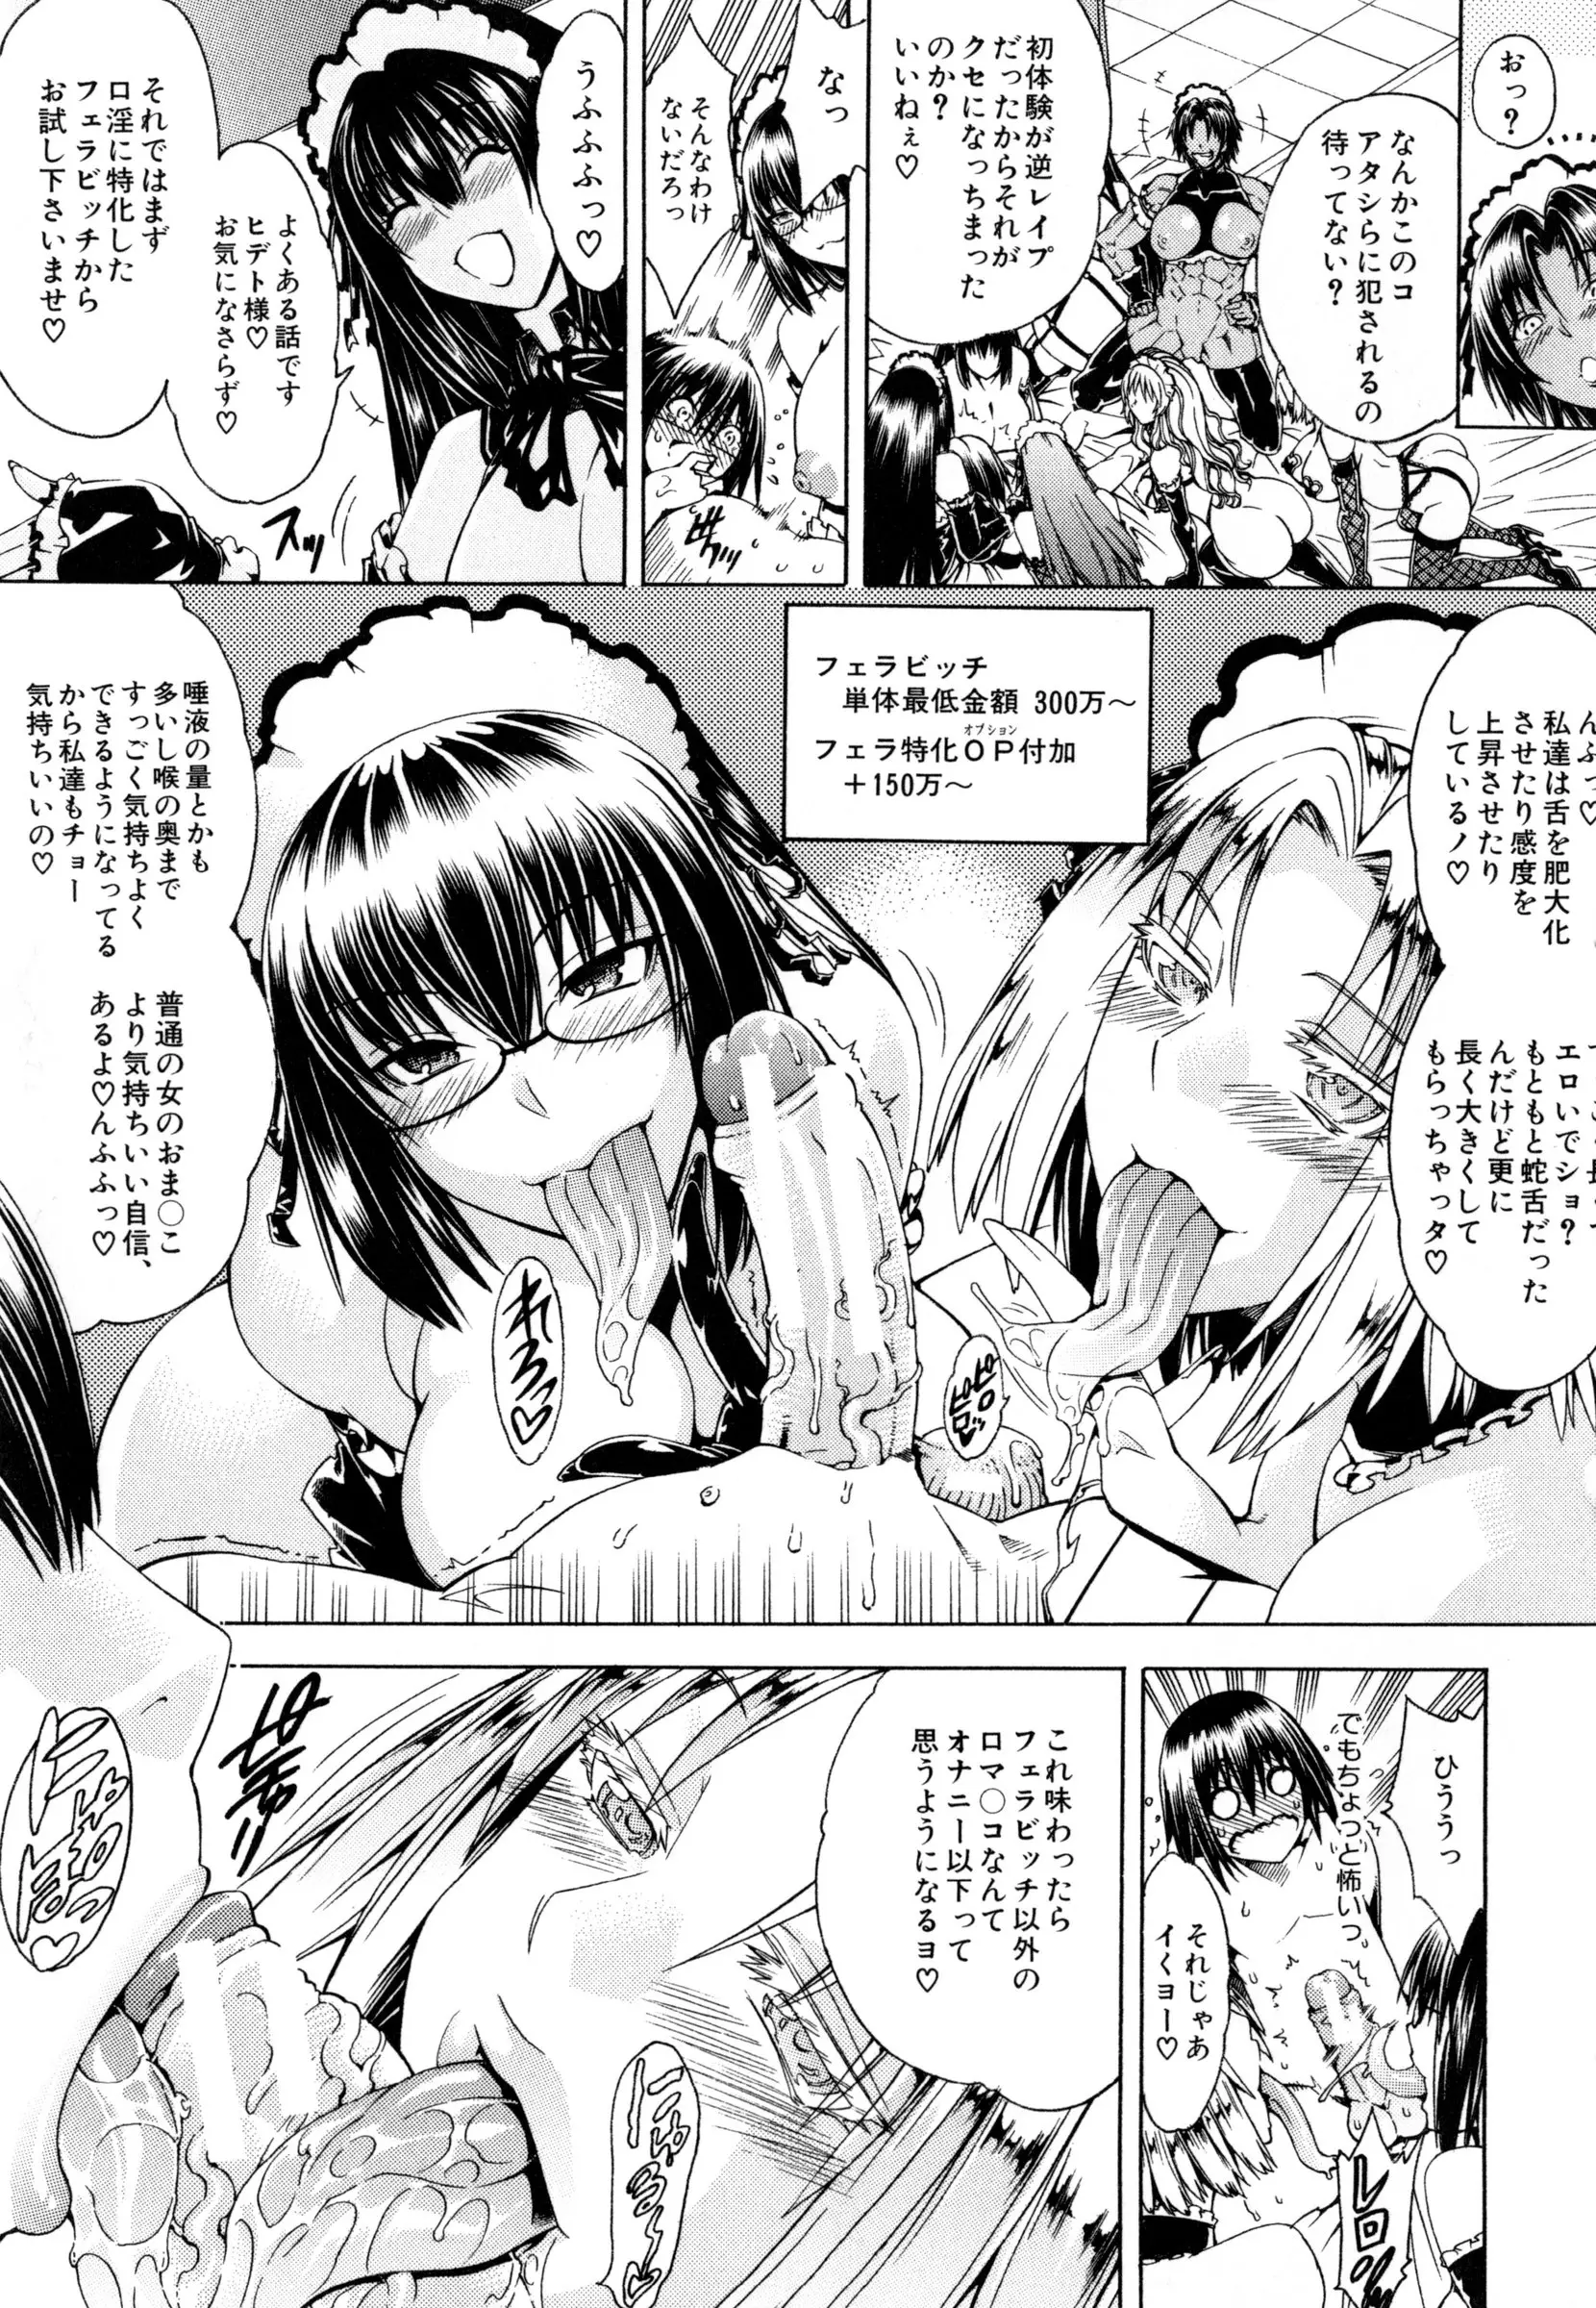 おっ?
なんかこのコ
アタシらに犯されるの
待ってない?
初体験が逆レイプ
だったからそれが
クセになっちまった
のか?
いいねぇ♡
なっ
そんなわけ
ないだろっ
うふふふっ♡
よくある話です
ヒデト様♡
お気になさらず♡
それではまず
口淫に特化した
フェラビッチから
お試し下さいませ♡
スッ
私達は舌を肥大化
させたり感度を
上昇させたり
しているノ♡
エロいでショ?
もともと蛇舌だった
んだけど更に
長く大きくして
もらっちゃっタ♡
フェラビッチ
単体最低金額 300万〜
フェラ特化OP付加
オプション
+150万〜
唾液の量とかも
多いし喉の奥まで
すっごく気持ちよく
できるようになってる
から私達もチョー
気持ちいいの♡
普通の女のおま○こ
より気持ちいい自信、
あるよ♡んふふっ♡
れろっ♡
ひううっ
でもちょっと怖いっ
それじゃあ
イくヨー♡
レロォ
これ味わったら
フェラビッチ以外の
ロマ○コなんて
オナニー以下って
思うようになるヨ♡